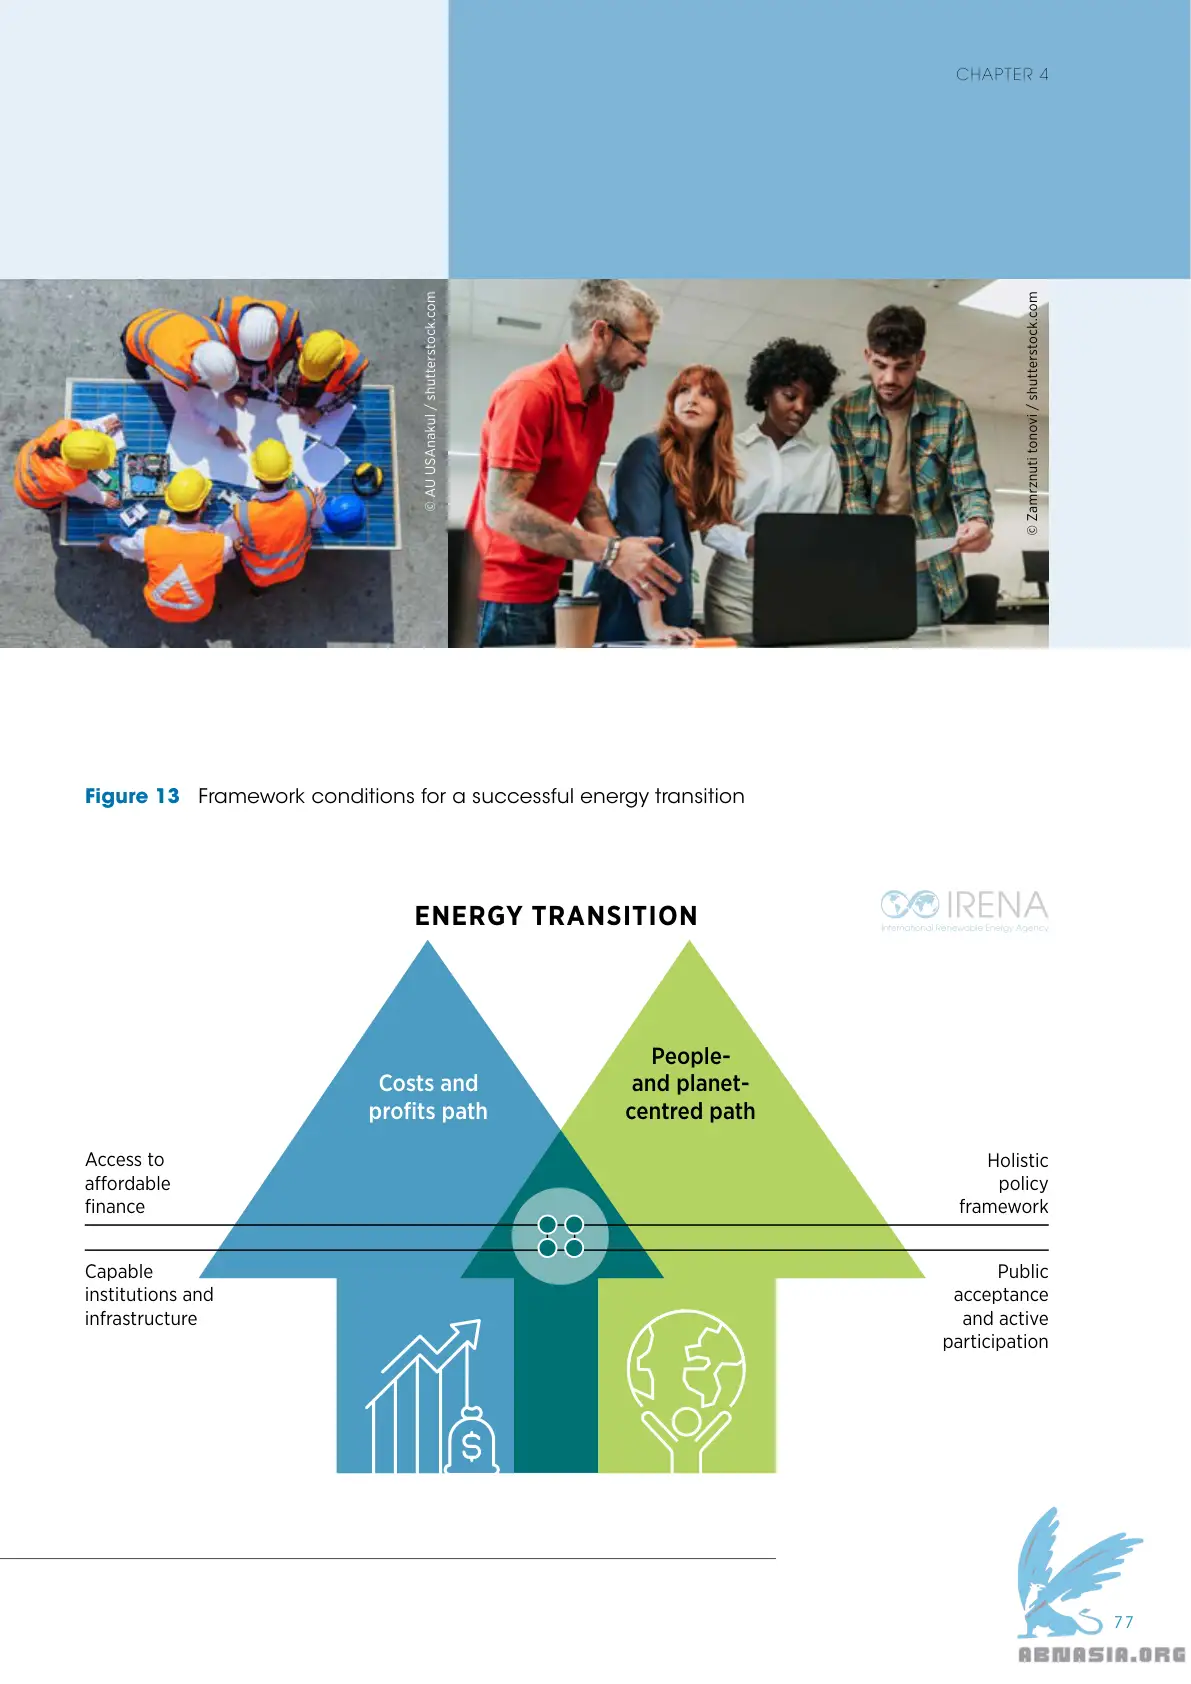 CHAPTER 4
© AU USAnakul / shutterstock.com
© Zamrznuti tonovi / shutterstock.com
Figure 13 Framework conditions for a successful energy transition
ENERGY TRANSITION
IRENA
International Renewable Energy Agency
Costs and
profits path
People-
and planet-
centred path
Access to
affordable
finance
Holistic
policy
framework
Capable
institutions and
infrastructure
Public
acceptance
and active
participation
$
77
ABNASIA.ORG